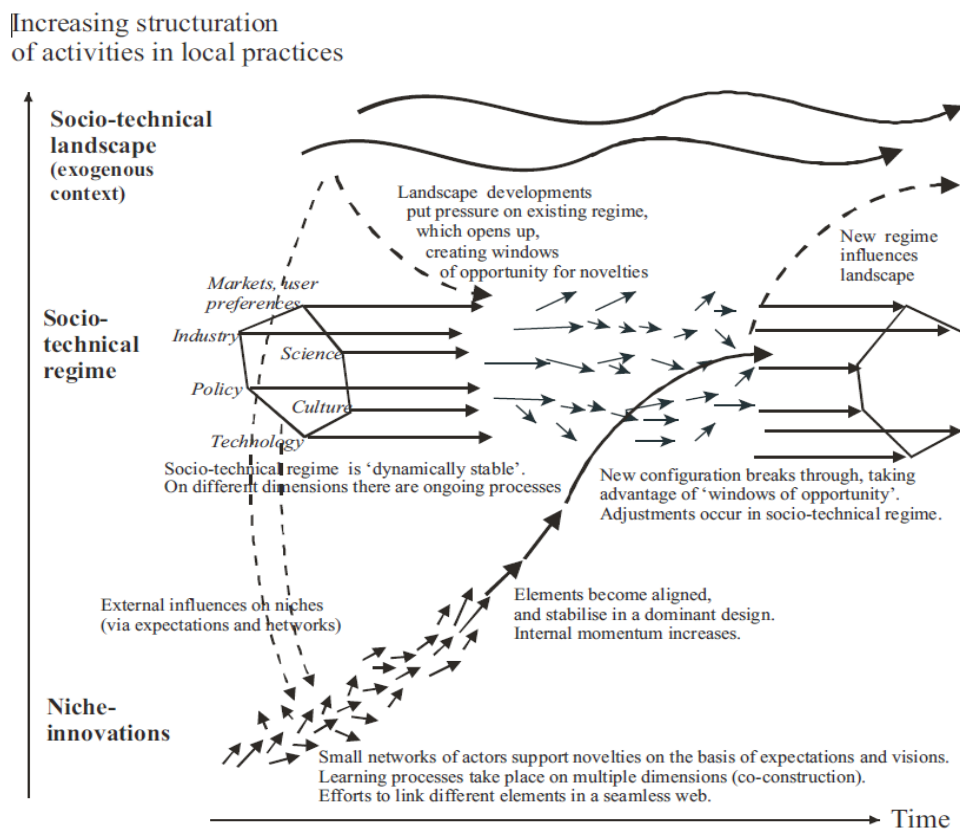 Increasing structuration
of activities in local practices
Socio-technical
landscape
(exogenous
context)
Landscape developments
put pressure on existing regime,
which opens up,
creating windows
of opportunity for novelties
New regime
influences
landscape
Markets, user
preferences
Socio-
technical
regime
Industry
Science
Policy
Culture
Technology
Socio-technical regime is ‘dynamically stable’.
On different dimensions there are ongoing processes
New configuration breaks through, taking
advantage of ‘windows of opportunity’.
Adjustments occur in socio-technical regime.
External influences on niches
(via expectations and networks)
Elements become aligned,
and stabilise in a dominant design.
Internal momentum increases.
Niche-
innovations
Small networks of actors support novelties on the basis of expectations and visions.
Learning processes take place on multiple dimensions (co-construction).
Efforts to link different elements in a seamless web.
Time